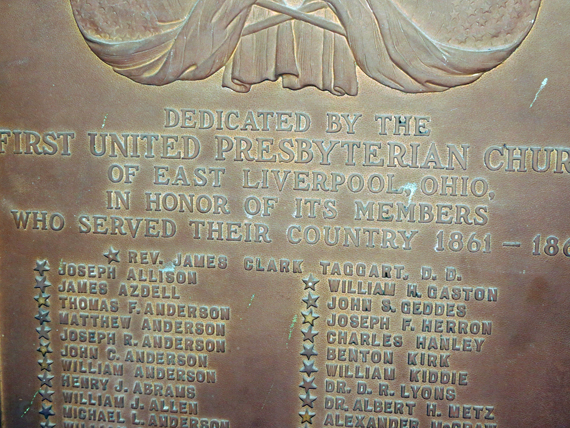 DEDICATED BY THE
FIRST UNITED PRESBYTERIAN CHUR
OF EAST LIVERPOOL, OHIO,
IN HONOR OF ITS MEMBERS
WHO SERVED THEIR COUNTRY 1861 – 186
REV. JAMES CLARK TAGGART, D. D.
JOSEPH ALLISON
JAMES AZDELL
THOMAS F. ANDERSON
MATTHEW ANDERSON
JOSEPH R. ANDERSON
JOHN C. ANDERSON
WILLIAM ANDERSON
HENRY J. ABRAMS
WILLIAM J. ALLEN
MICHAEL L. ANDERSON
WILLIAM H. GASTON
JOHN S. GEDDES
JOSEPH F. HERRON
CHARLES HANLEY
BENTON KIRK
WILLIAM KIDDIE
DR. D. R. LYONS
DR. ALBERT H. METZ
ALEXANDER